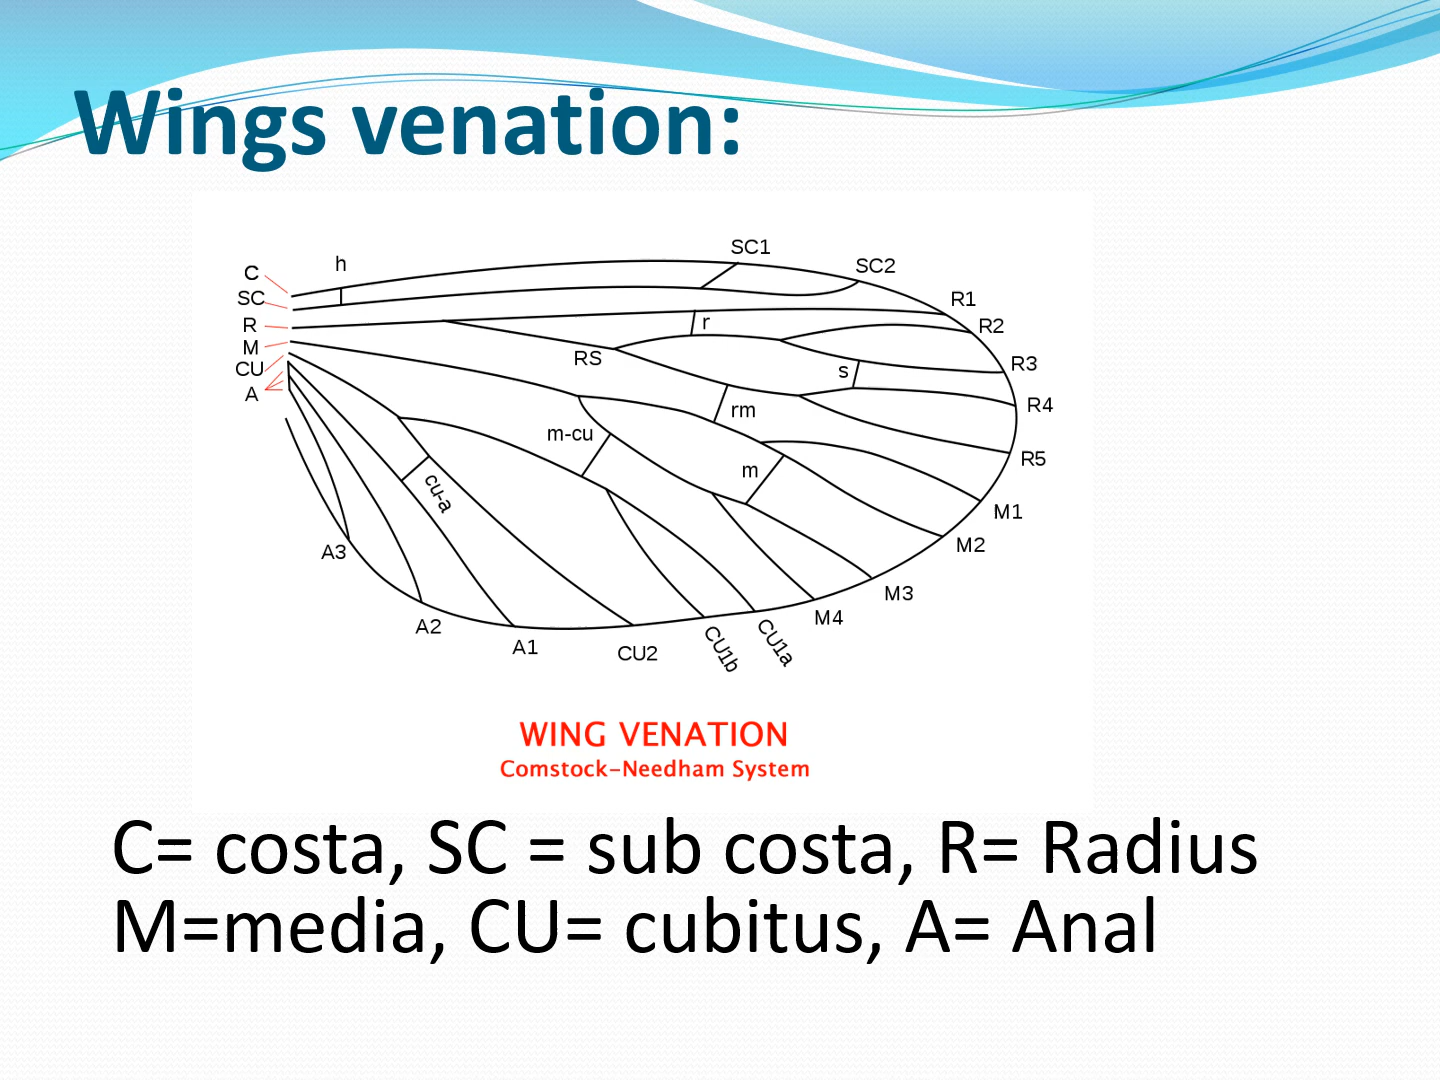 Wings venation:
C
SC
R
M
CU
A
h
SC1
SC2
R1
R2
R3
R4
R5
M1
M2
M3
M4
CU1a
CU1b
CU2
A1
A2
A3
r
RS
s
rm
m-cu
m
cu-a
WING VENATION
Comstock-Needham System
C= costa, SC = sub costa, R= Radius
M=media, CU= cubitus, A= Anal